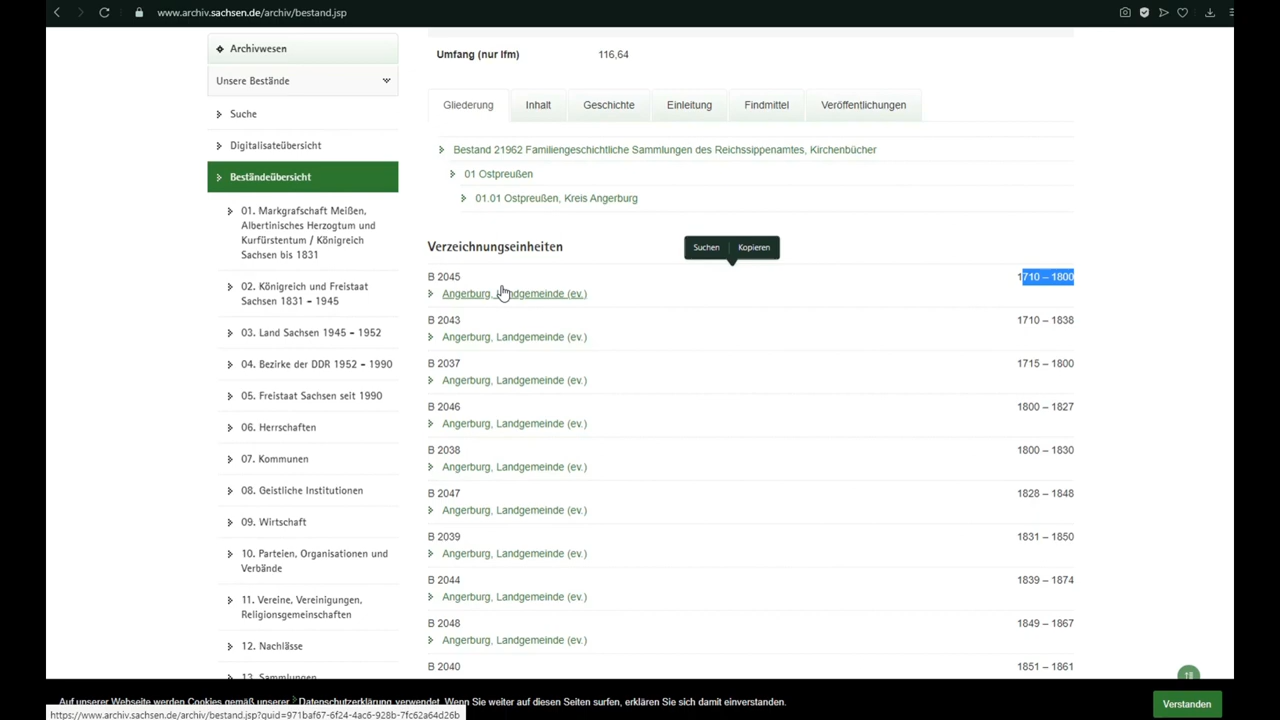 www.archiv.sachsen.de/archiv/bestand.jsp
Archivwesen
Unsere Bestände
Suche
Digitalisateübersicht
Beständeübersicht
01. Markgrafschaft Meißen,
Albertinisches Herzogtum und
Kurfürstentum / Königreich
Sachsen bis 1831
02. Königreich und Freistaat
Sachsen 1831 – 1945
03. Land Sachsen 1945 – 1952
04. Bezirke der DDR 1952 – 1990
05. Freistaat Sachsen seit 1990
06. Herrschaften
07. Kommunen
08. Geistliche Institutionen
09. Wirtschaft
10. Parteien, Organisationen und
Verbände
11. Vereine, Vereinigungen,
Religionsgemeinschaften
12. Nachlässe
13. Sammlungen
Umfang (nur lfm) 116,64
Gliederung Inhalt Geschichte Einleitung Findmittel Veröffentlichungen
Bestand 21962 Familiengeschichtliche Sammlungen des Reichssippenamtes, Kirchenbücher
01 Ostpreußen
01.01 Ostpreußen, Kreis Angerburg
Verzeichnungseinheiten
Suchen Kopieren
B 2045 1710 – 1800
Angerburg, Landgemeinde (ev.)
B 2043 1710 – 1838
Angerburg, Landgemeinde (ev.)
B 2037 1715 – 1800
Angerburg, Landgemeinde (ev.)
B 2046 1800 – 1827
Angerburg, Landgemeinde (ev.)
B 2038 1800 – 1830
Angerburg, Landgemeinde (ev.)
B 2047 1828 – 1848
Angerburg, Landgemeinde (ev.)
B 2039 1831 – 1850
Angerburg, Landgemeinde (ev.)
B 2044 1839 – 1874
Angerburg, Landgemeinde (ev.)
B 2048 1849 – 1867
Angerburg, Landgemeinde (ev.)
B 2040 1851 – 1861
Auf unserer Webseite werden Cookies gemäß unserer Datenschutzerklärung verwendet. Wenn Sie weiter auf diesen Seiten surfen, erklären Sie sich damit einverstanden.
Verstanden
https://www.archiv.sachsen.de/archiv/bestand.jsp?guid=971baf67-6f24-4ac6-928b-7fc62a64d26b